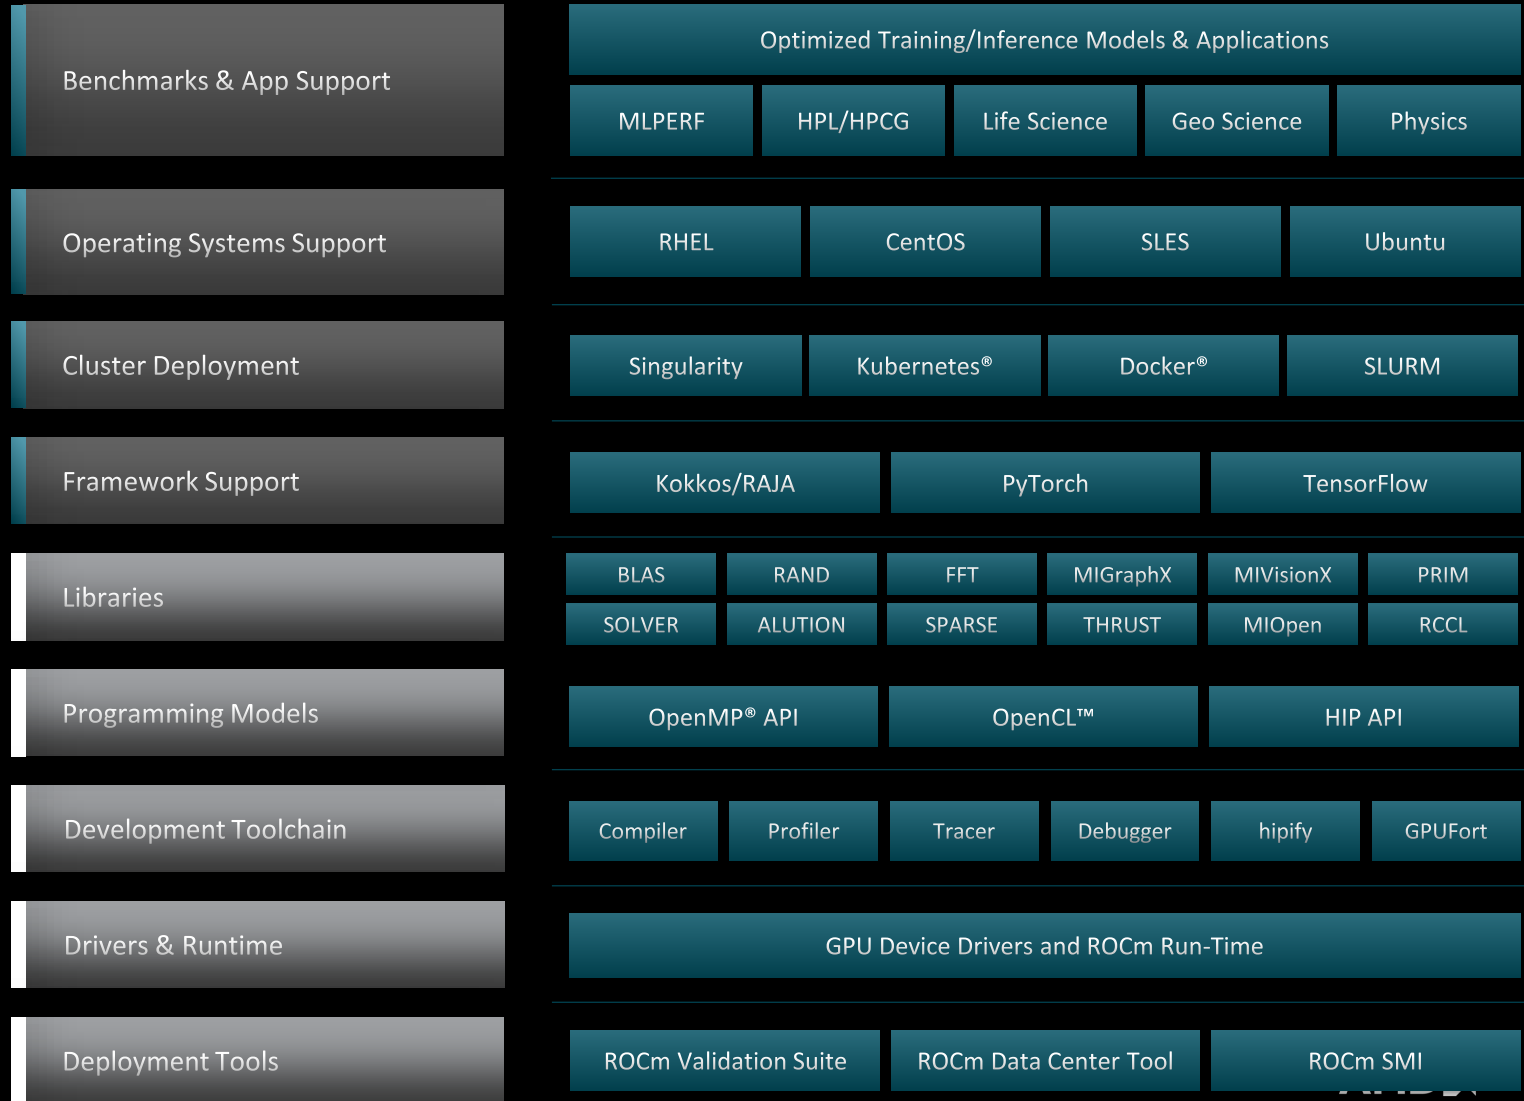 Benchmarks & App Support
Optimized Training/Inference Models & Applications
MLPERF
HPL/HPCG
Life Science
Geo Science
Physics
Operating Systems Support
RHEL
CentOS
SLES
Ubuntu
Cluster Deployment
Singularity
Kubernetes®
Docker®
SLURM
Framework Support
Kokkos/RAJA
PyTorch
TensorFlow
Libraries
BLAS
RAND
FFT
MIGraphX
MIVisionX
PRIM
SOLVER
ALUTION
SPARSE
THRUST
MIOpen
RCCL
Programming Models
OpenMP® API
OpenCL™
HIP API
Development Toolchain
Compiler
Profiler
Tracer
Debugger
hipify
GPUFort
Drivers & Runtime
GPU Device Drivers and ROCm Run-Time
Deployment Tools
ROCm Validation Suite
ROCm Data Center Tool
ROCm SMI